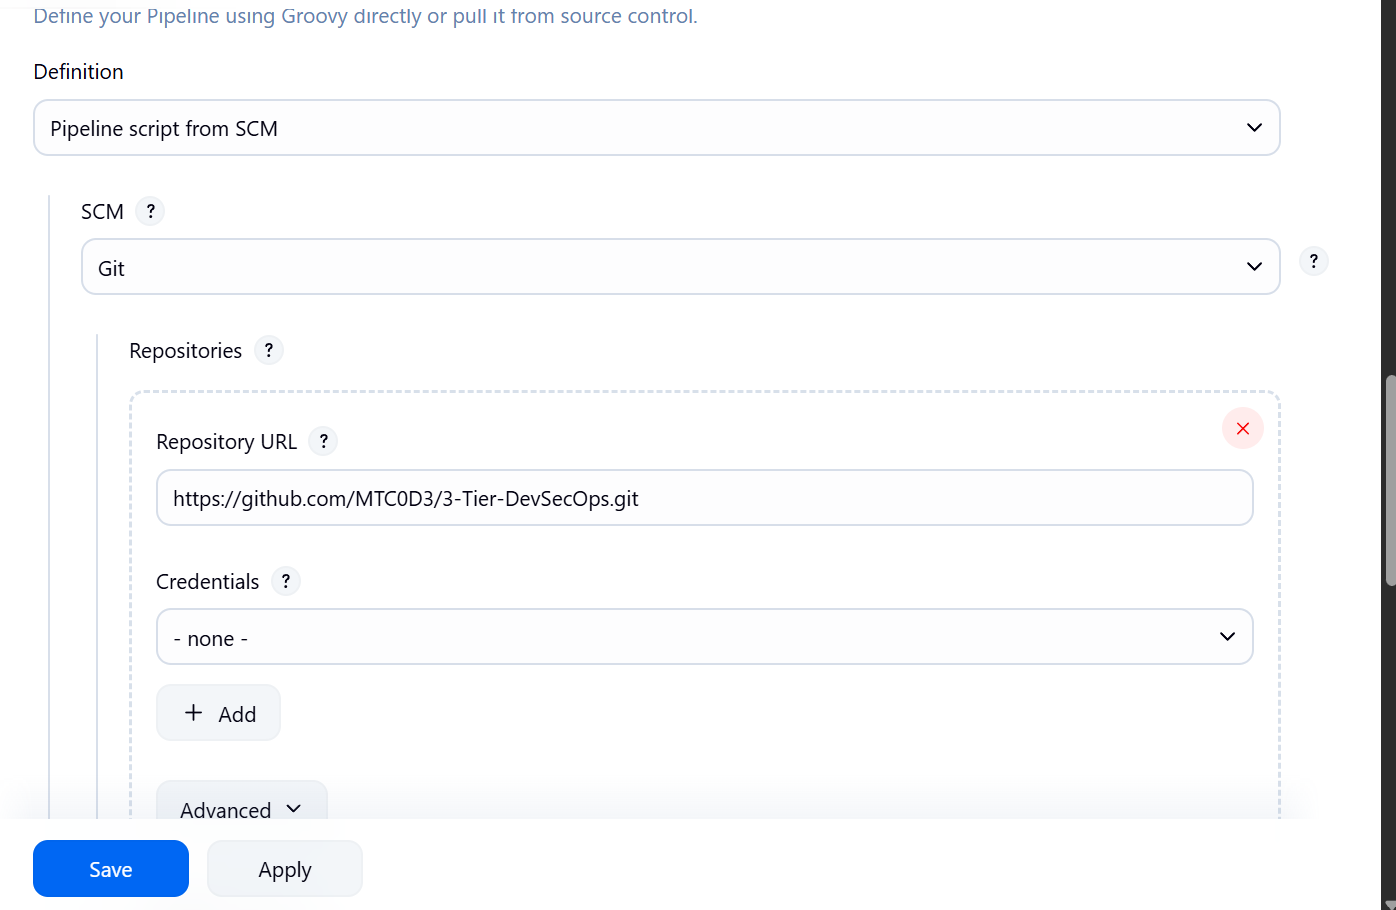 Define your Pipeline using Groovy directly or pull it from source control.
Definition
Pipeline script from SCM
SCM ?
Git
?
Repositories ?
Repository URL ?
https://github.com/MTC0D3/3-Tier-DevSecOps.git
Credentials ?
- none -
+ Add
Advanced
Save Apply